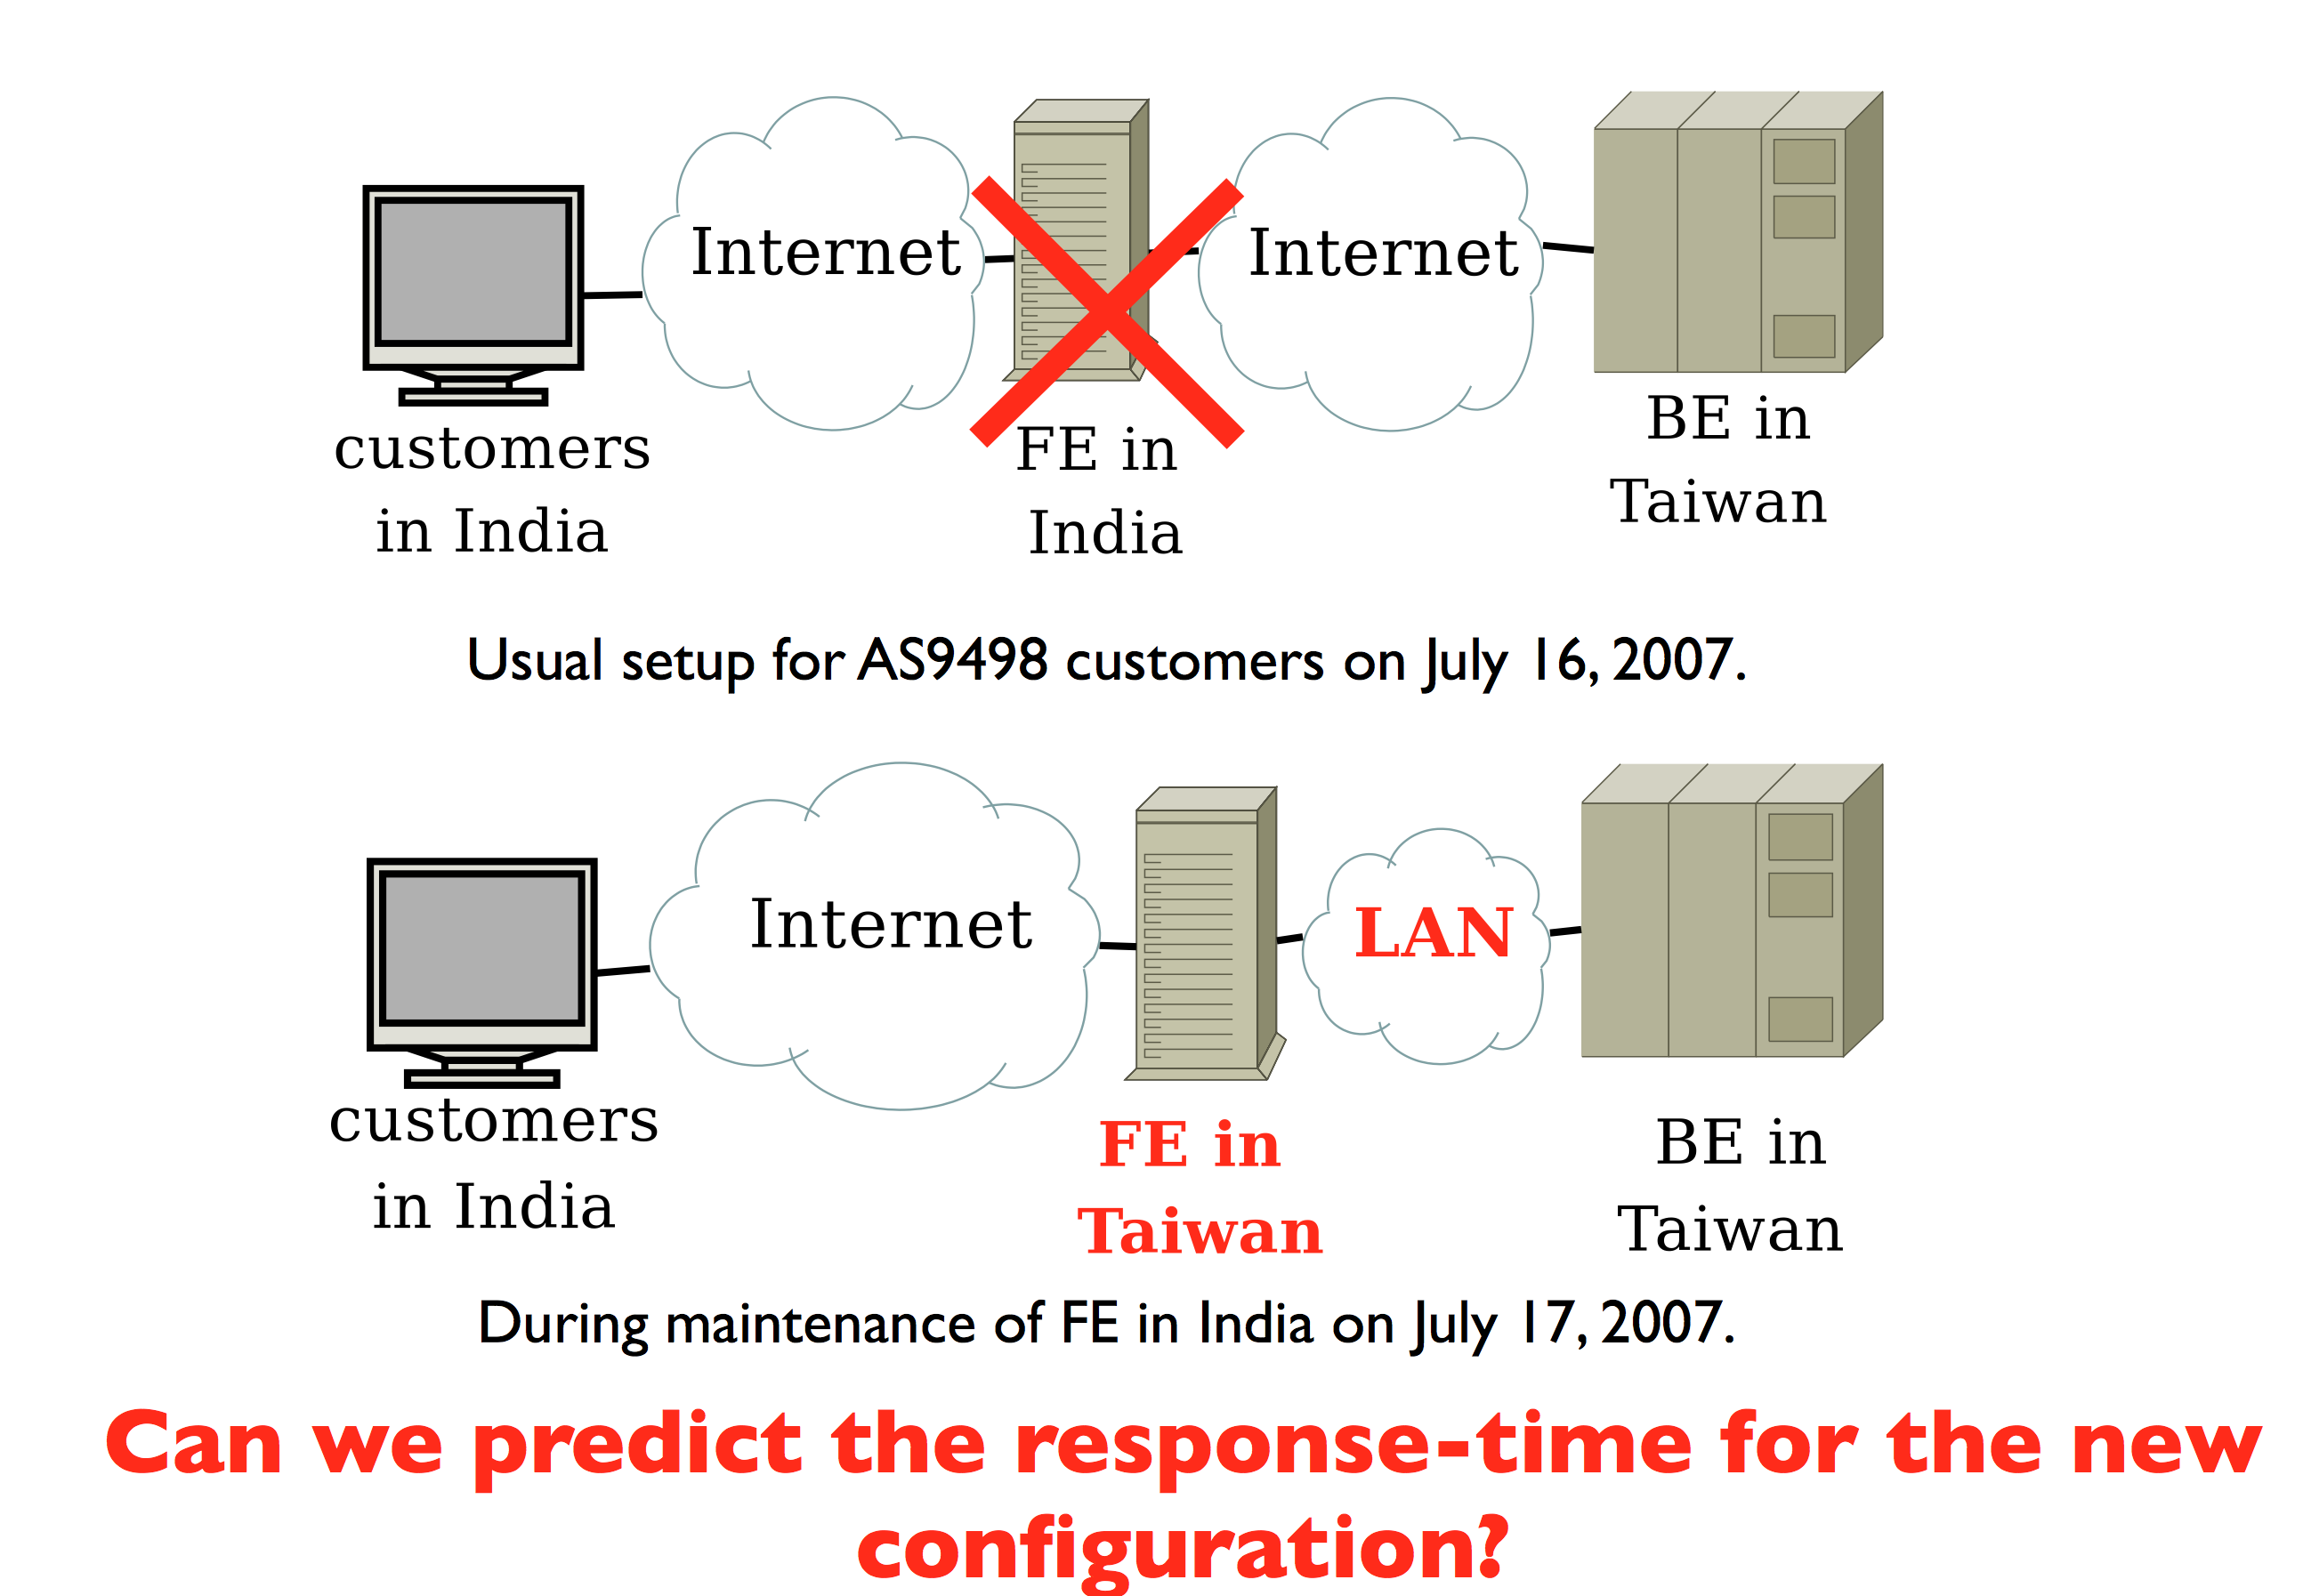 Internet
Internet
customers
in India
FE in
India
BE in
Taiwan
Usual setup for AS9498 customers on July 16, 2007.
Internet
LAN
customers
in India
FE in
Taiwan
BE in
Taiwan
During maintenance of FE in India on July 17, 2007.
Can we predict the response-time for the new
configuration?